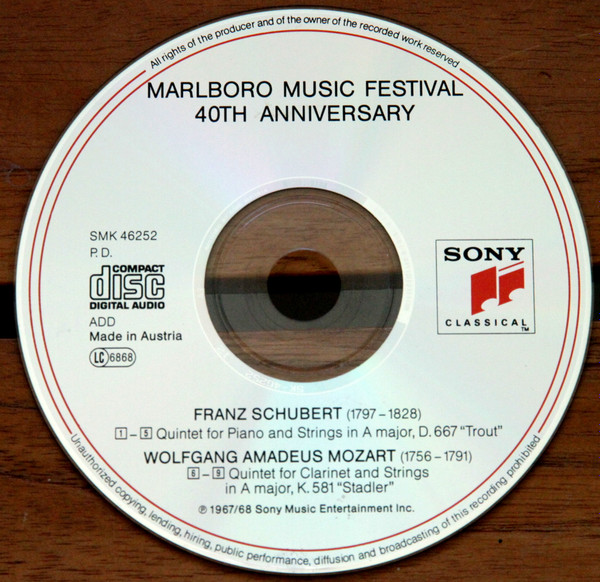 All rights of the producer and of the owner of the recorded work reserved.
MARLBORO MUSIC FESTIVAL
40TH ANNIVERSARY
SMK 46252
P.D.
COMPACT
disc
DIGITAL AUDIO
ADD
Made in Austria
LC 6868
SONY
CLASSICAL
TM
FRANZ SCHUBERT (1797–1828)
1–5 Quintet for Piano and Strings in A major, D. 667 “Trout”
WOLFGANG AMADEUS MOZART (1756–1791)
6–9 Quintet for Clarinet and Strings
in A major, K. 581 “Stadler”
℗ 1967/68 Sony Music Entertainment Inc.
Unauthorized copying, lending, hiring, public performance, diffusion and broadcasting of this recording prohibited